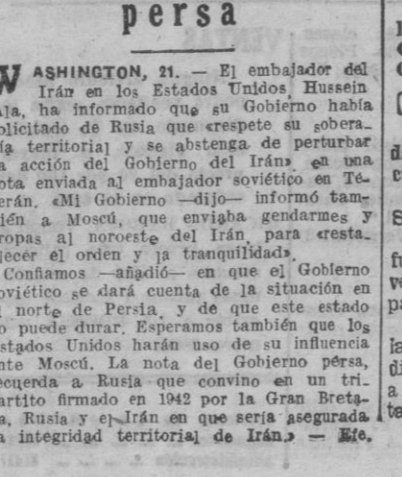 persa
WASHINGTON, 21. — El embajador del
Irán en los Estados Unidos, Hussein
ala, ha informado que su Gobierno había
olicitado de Rusia que «respete su sobera-
ía territorial y se abstenga de perturbar
a acción del Gobierno del Irán», en una
ota enviada al embajador soviético en Te-
erán. «Mi Gobierno —dijo— informó tam-
ién a Moscú, que enviaba gendarmes y
ropas al noroeste del Irán para «resta-
lecer el orden y la tranquilidad».
Confiamos —añadió— en que el Gobierno
oviético se dará cuenta de la situación en
l norte de Persia, y de que este estado
o puede durar. Esperamos también que los
stados Unidos harán uso de su influencia
nte Moscú. La nota del Gobierno persa,
ecuerda a Rusia que convino en un tri-
artito firmado en 1942 por la Gran Breta-
a, Rusia y el Irán en que sería asegurada
a integridad territorial de Irán.» — Efe.